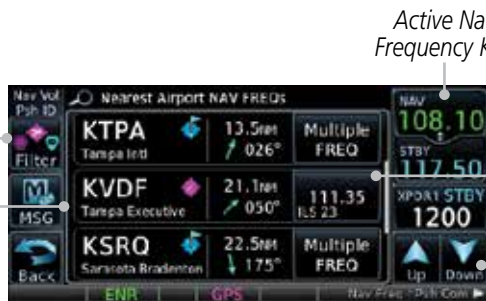 Active Na
Frequency K
Nav Vol
Psh ID
Nearest Airport NAV FREQs
NAV
108.10
KTPA
13.5NM
Multiple
Tampa Intl
026°
FREQ
Filter
STBY
117.50
KVDF
21.1NM
111.35
Tampa Executive
050°
ILS 23
MSG
XPDR1 STBY
1200
KSRQ
22.5NM
Multiple
Sarasota Bradenton
175°
FREQ
Back
Up
Down
ENR
GPS
Nav Freq
Psh Com